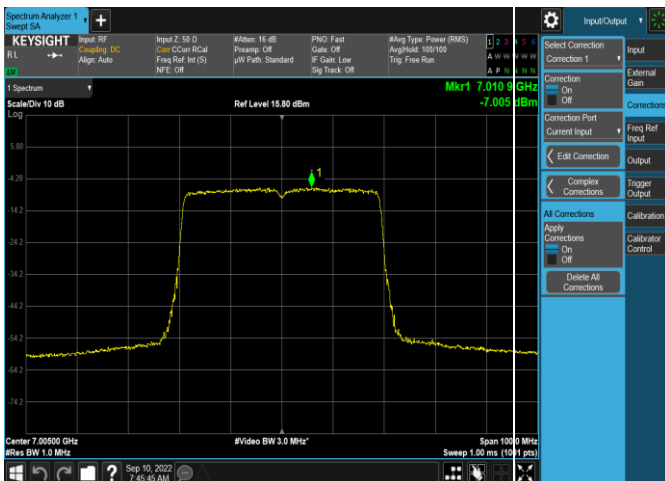 Spectrum Analyzer 1
Swept SA
Input/Output
KEYSIGHT
R L
Input: RF
Coupling: DC
Align: Auto
Input Z: 50 Ω
Corr CCorr RCal
Freq Ref: Int (S)
NFE: Off
#Atten: 16 dB
Preamp: Off
µW Path: Standard
PNO: Fast
Gate: Off
IF Gain: Low
Sig Track: Off
#Avg Type: Power (RMS)
Avg|Hold: 100/100
Trig: Free Run
1 2 3 4 5 6
A W W W W W
A P N N N N
1 Spectrum
Scale/Div 10 dB
Log
Ref Level 15.80 dBm
Mkr1 7.010 9 GHz
-7.005 dBm
5.80
-4.20
-14.2
-24.2
-34.2
-44.2
-54.2
-64.2
-74.2
1
Center 7.00500 GHz
#Res BW 1.0 MHz
#Video BW 3.0 MHz*
Span 100.0 MHz
Sweep 1.00 ms (1001 pts)
Sep 10, 2022
7:45:45 AM
Select Correction
Correction 1
Correction
On
Off
Correction Port
Current Input
Edit Correction
Complex
Corrections
All Corrections
Apply
Corrections
On
Off
Delete All
Corrections
Input
External
Gain
Corrections
Freq Ref
Input
Output
Trigger
Output
Calibration
Calibrator
Control